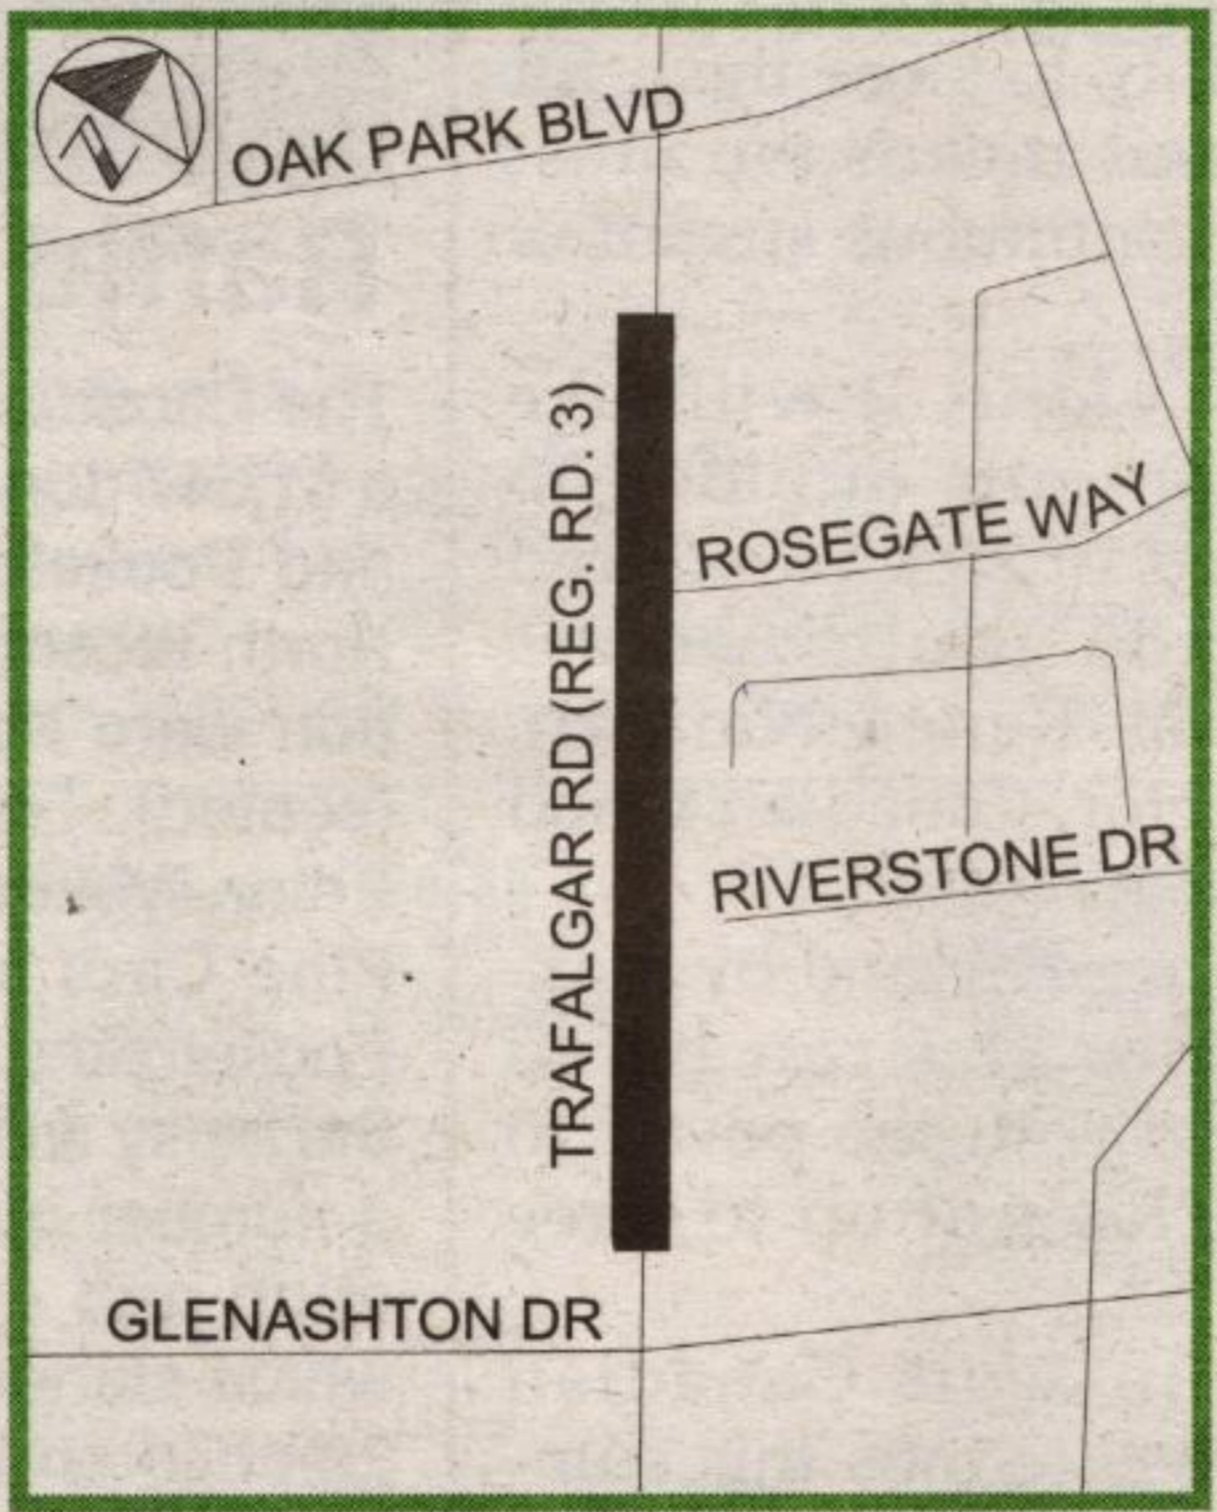 N
OAK PARK BLVD
TRAFALGAR RD (REG. RD. 3)
ROSEGATE WAY
RIVERSTONE DR
GLENASHTON DR